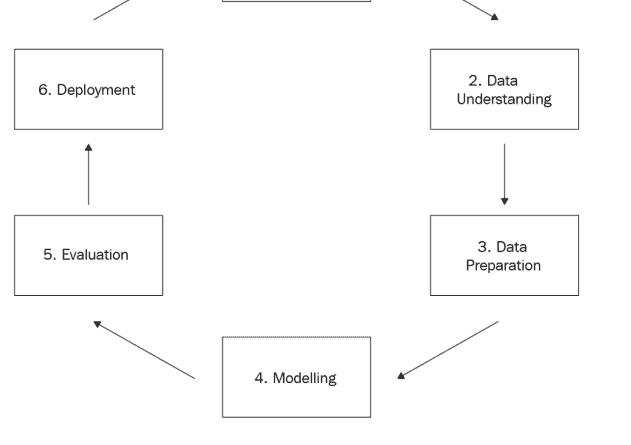 6. Deployment
2. Data
Understanding
5. Evaluation
3. Data
Preparation
4. Modelling